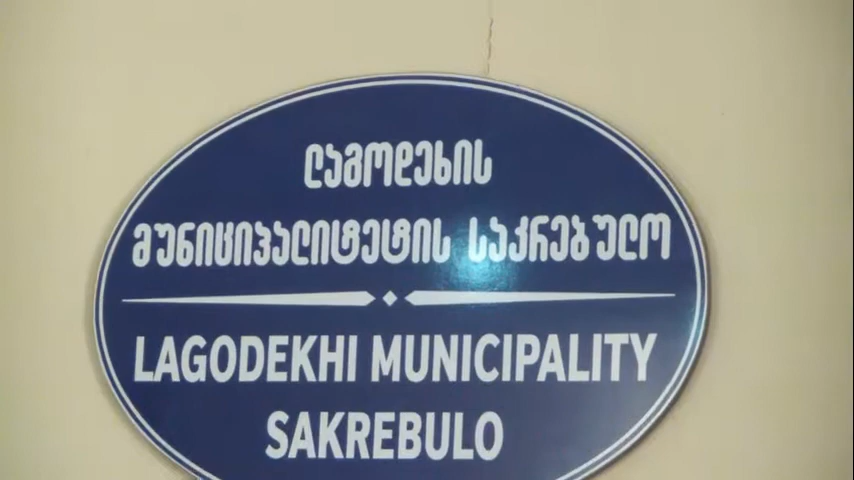 ლაგოდეხის
მუნიციპალიტეტის საკრებულო
LAGODEKHI MUNICIPALITY
SAKREBULO